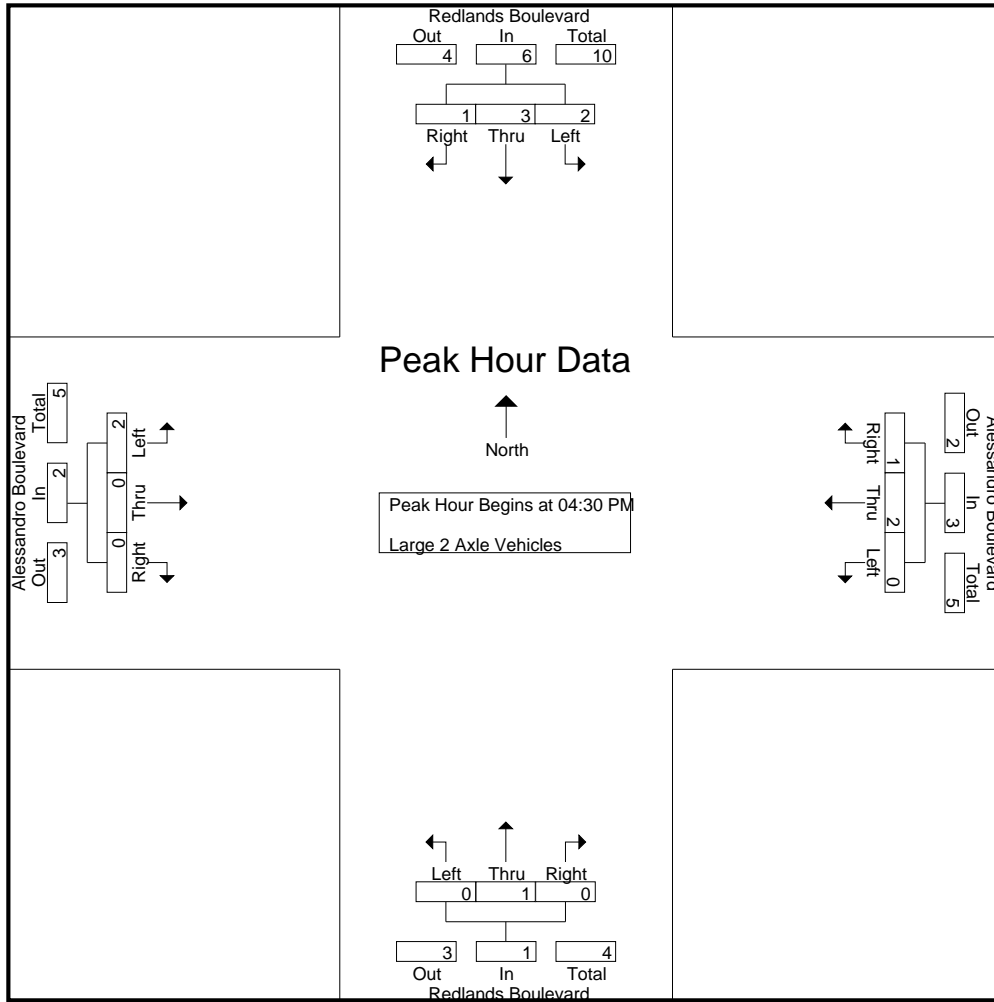 Redlands Boulevard
Out In Total
4 6 10
1 3 2
Right Thru Left
Peak Hour Data
North
Peak Hour Begins at 04:30 PM
Large 2 Axle Vehicles
Alessandro Boulevard
Out In Total
3 2 5
2 0 0
Left Thru Right
Alessandro Boulevard
Out In Total
2 3 5
1 2 0
Right Thru Left
Left Thru Right
0 1 0
3 1 4
Out In Total
Redlands Boulevard